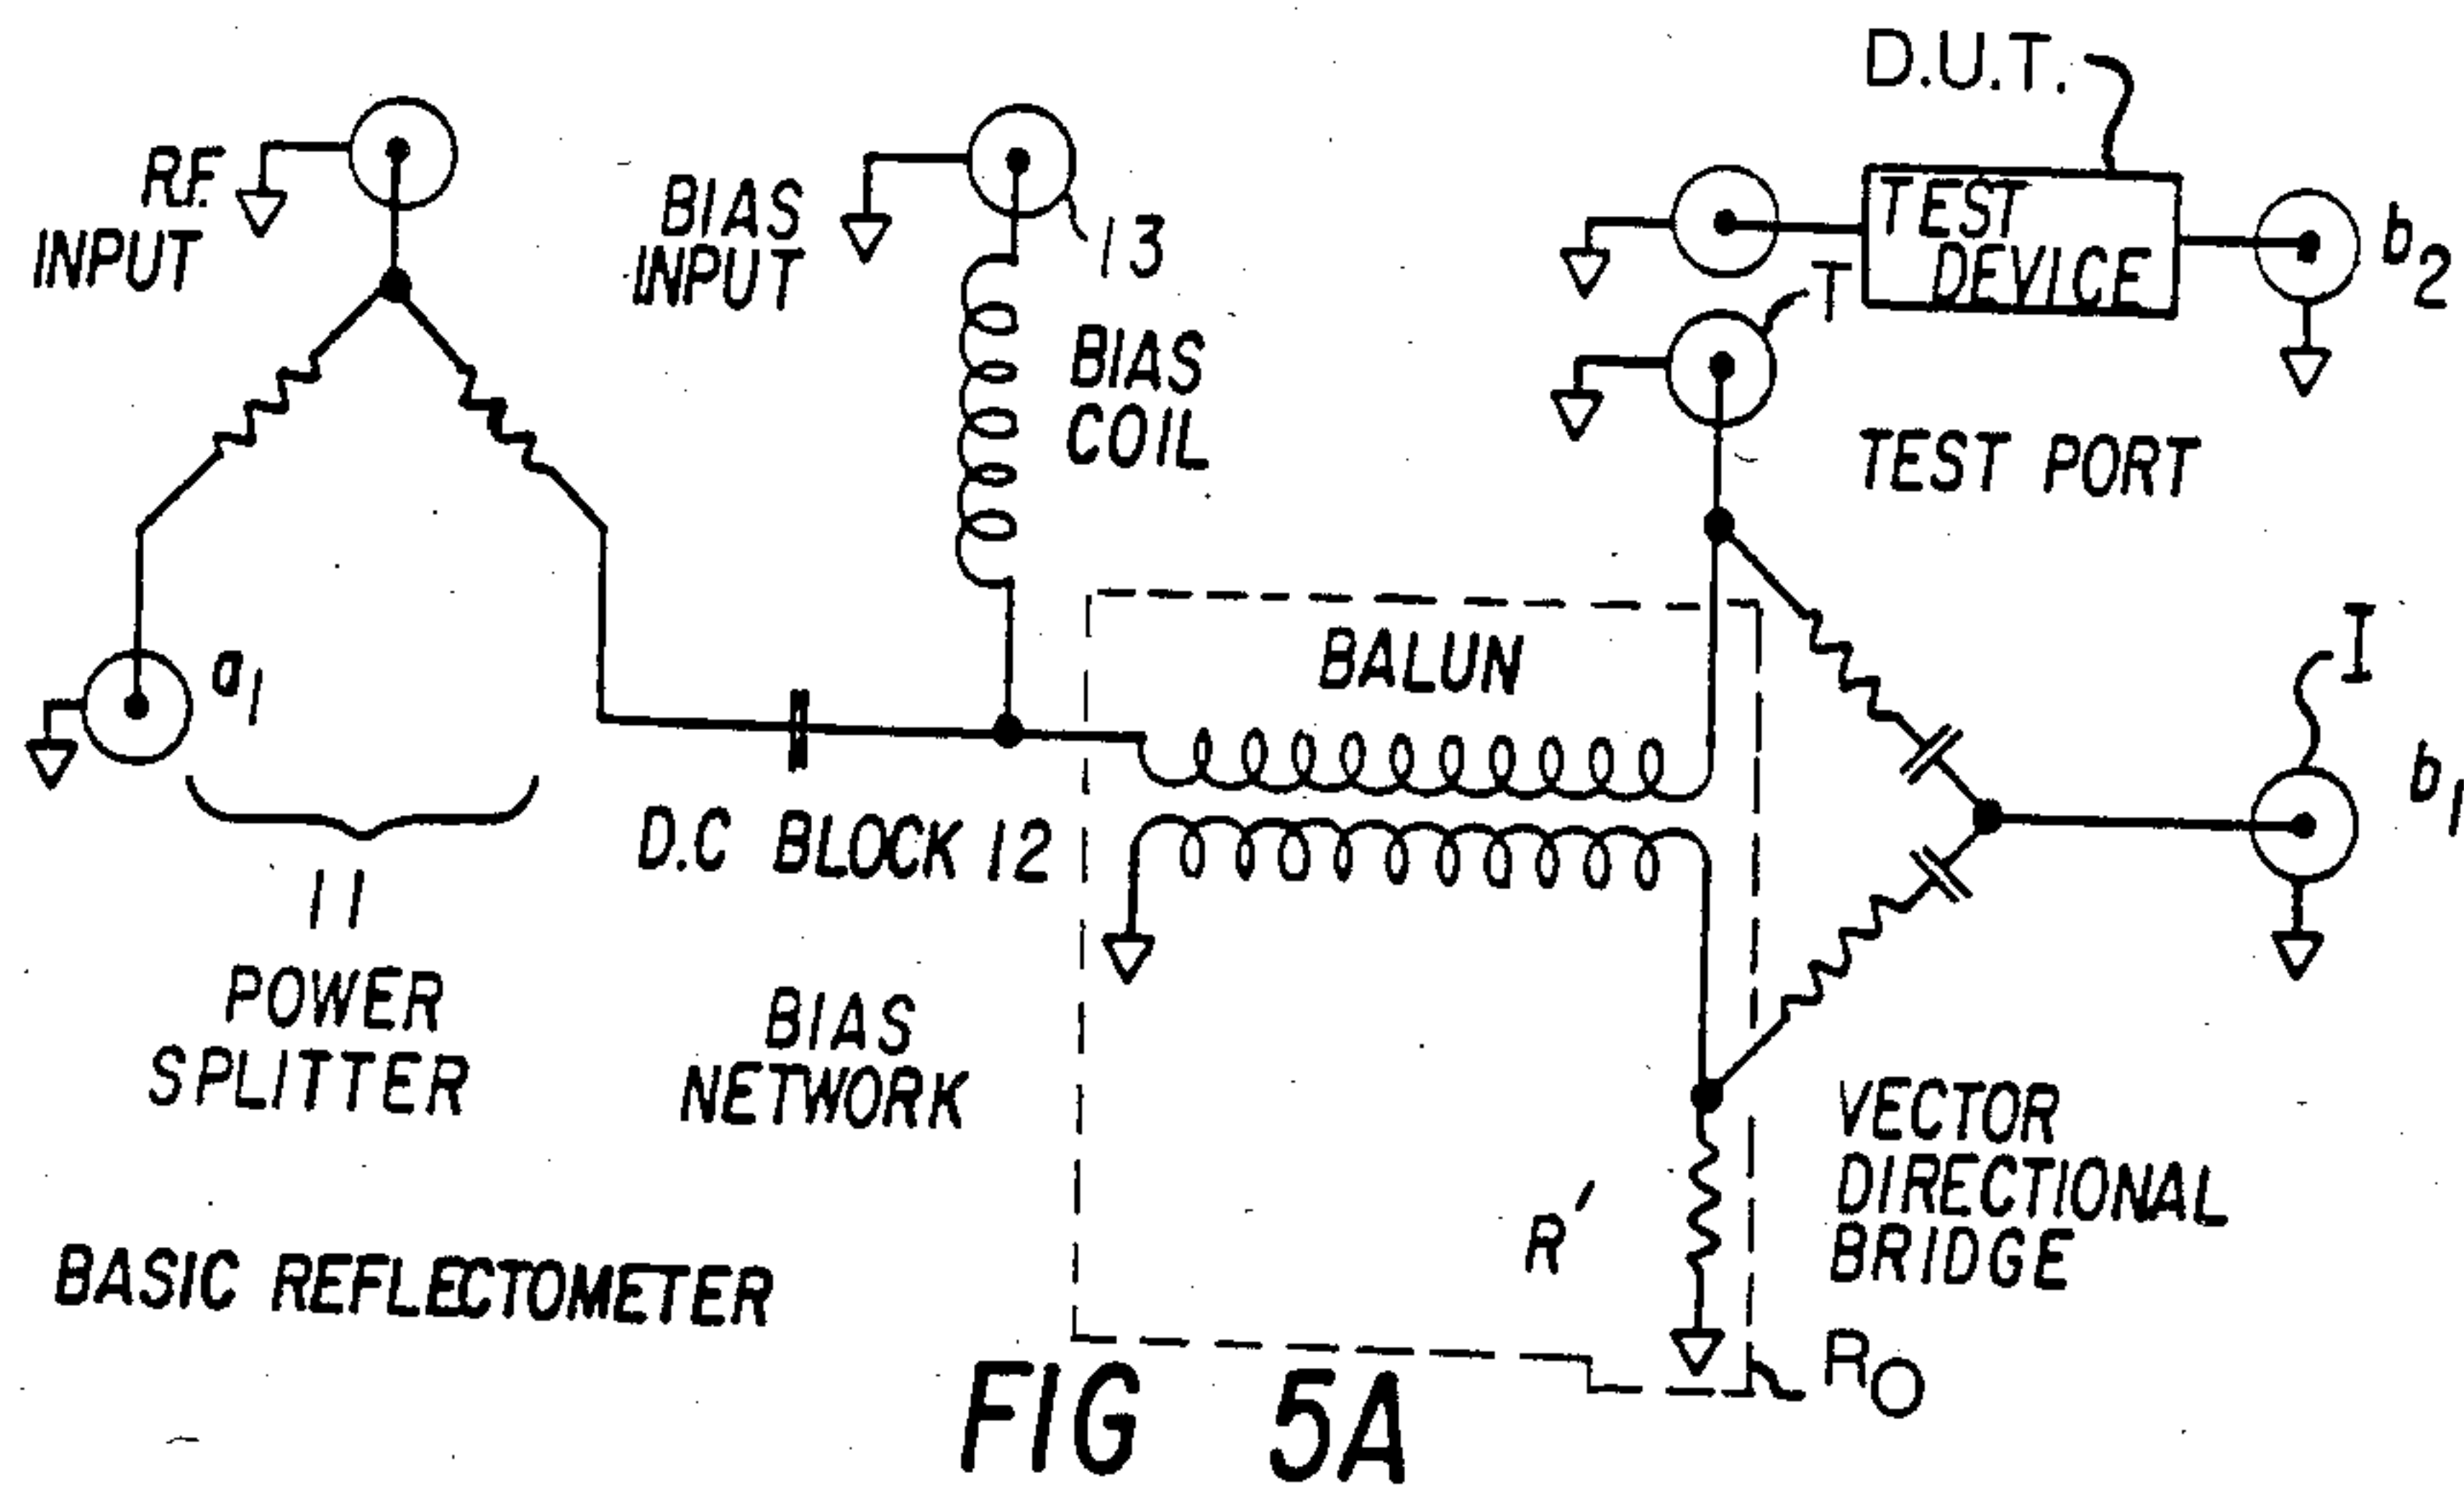 D.U.T.
R.F.
INPUT
BIAS
INPUT
13
BIAS
COIL
TEST
DEVICE
b2
T
TEST PORT
a1
BALUN
I
b1
D.C BLOCK 12
11
POWER
SPLITTER
BIAS
NETWORK
VECTOR
DIRECTIONAL
BRIDGE
R'
BASIC REFLECTOMETER
RO
FIG 5A